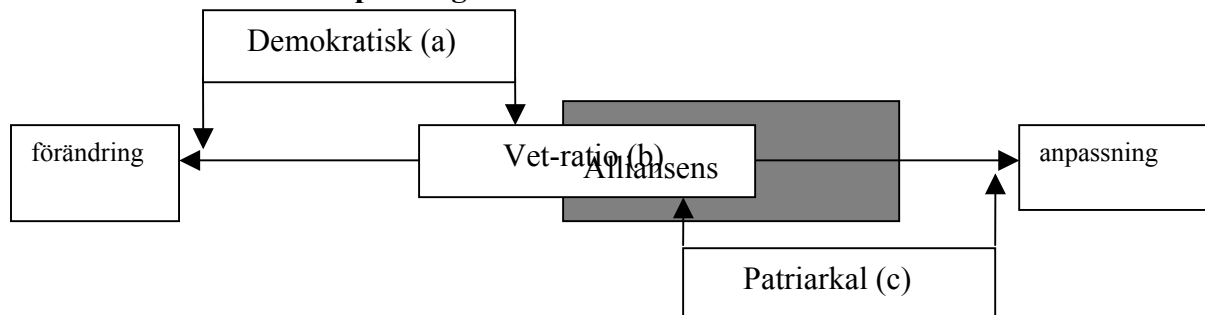 Demokratisk (a)
förändring
Vet-ratio (b)
Alliansens
anpassning
Patriarkal (c)